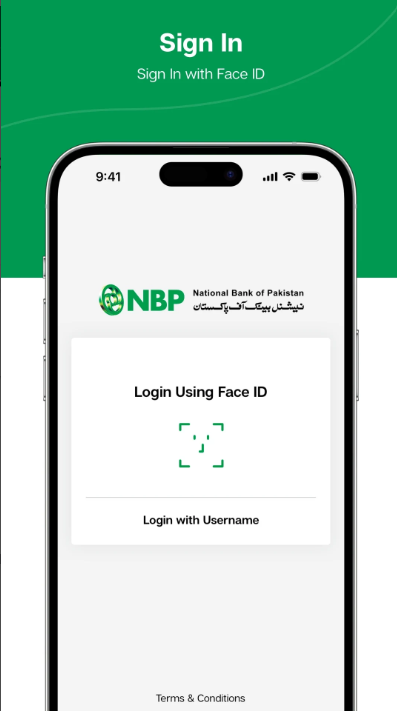 Sign In
Sign In with Face ID
9:41
NBP
National Bank of Pakistan
نیشنل بینک آف پاکستان
Login Using Face ID
Login with Username
Terms & Conditions